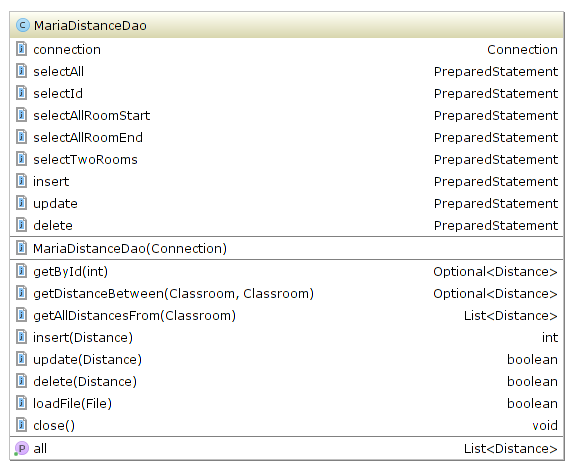 C MariaDistanceDao
connection Connection
selectAll PreparedStatement
selectId PreparedStatement
selectAllRoomStart PreparedStatement
selectAllRoomEnd PreparedStatement
selectTwoRooms PreparedStatement
insert PreparedStatement
update PreparedStatement
delete PreparedStatement
MariaDistanceDao(Connection)
getById(int) Optional<Distance>
getDistanceBetween(Classroom, Classroom) Optional<Distance>
getAllDistancesFrom(Classroom) List<Distance>
insert(Distance) int
update(Distance) boolean
delete(Distance) boolean
loadFile(File) boolean
close() void
P all List<Distance>